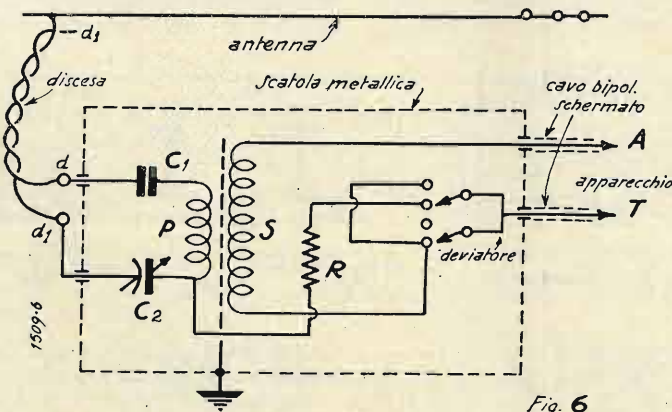 d1
antenna
discesa
scatola metallica
cavo bipol.
schermato
A
d
C1
P
S
apparecchio
T
d1
R
deviatore
C2
1509-6
Fig. 6